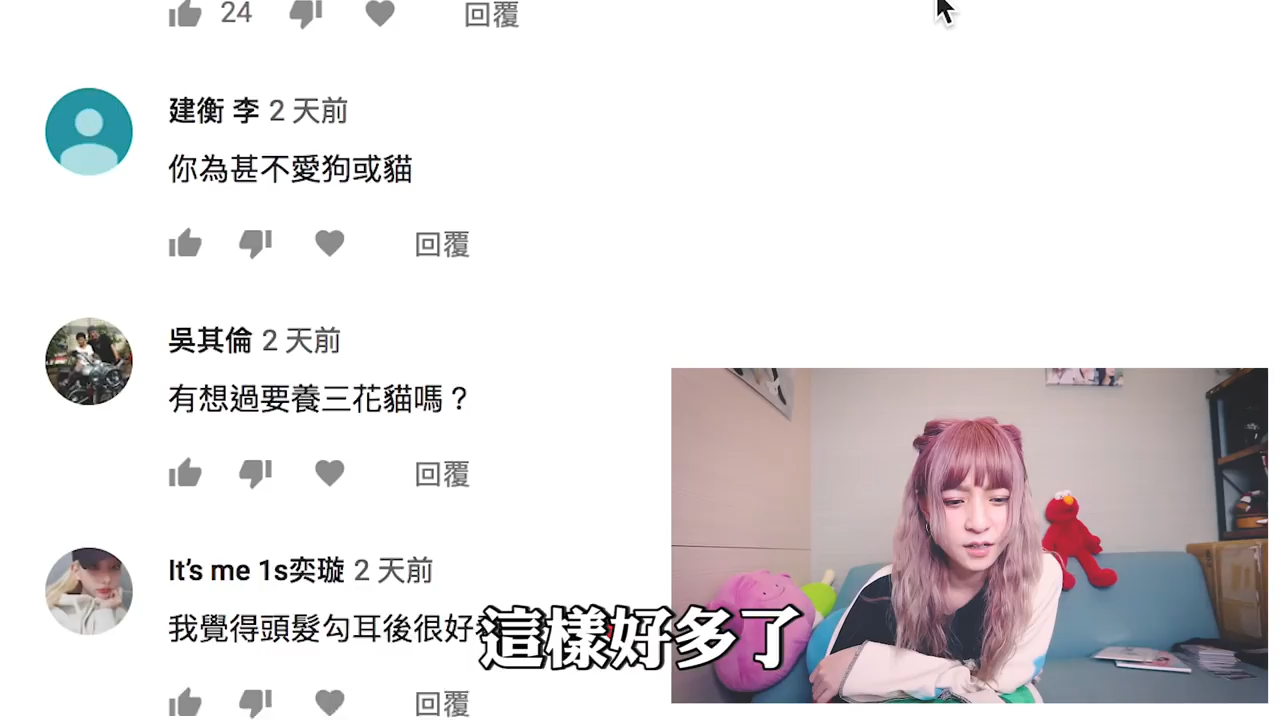 24 回覆
建衡 李 2 天前
你為甚不愛狗或貓
回覆
吳其倫 2 天前
有想過要養三花貓嗎？
回覆
It's me 1s奕璇 2 天前
我覺得頭髮勾耳後很好
這樣好多了
回覆